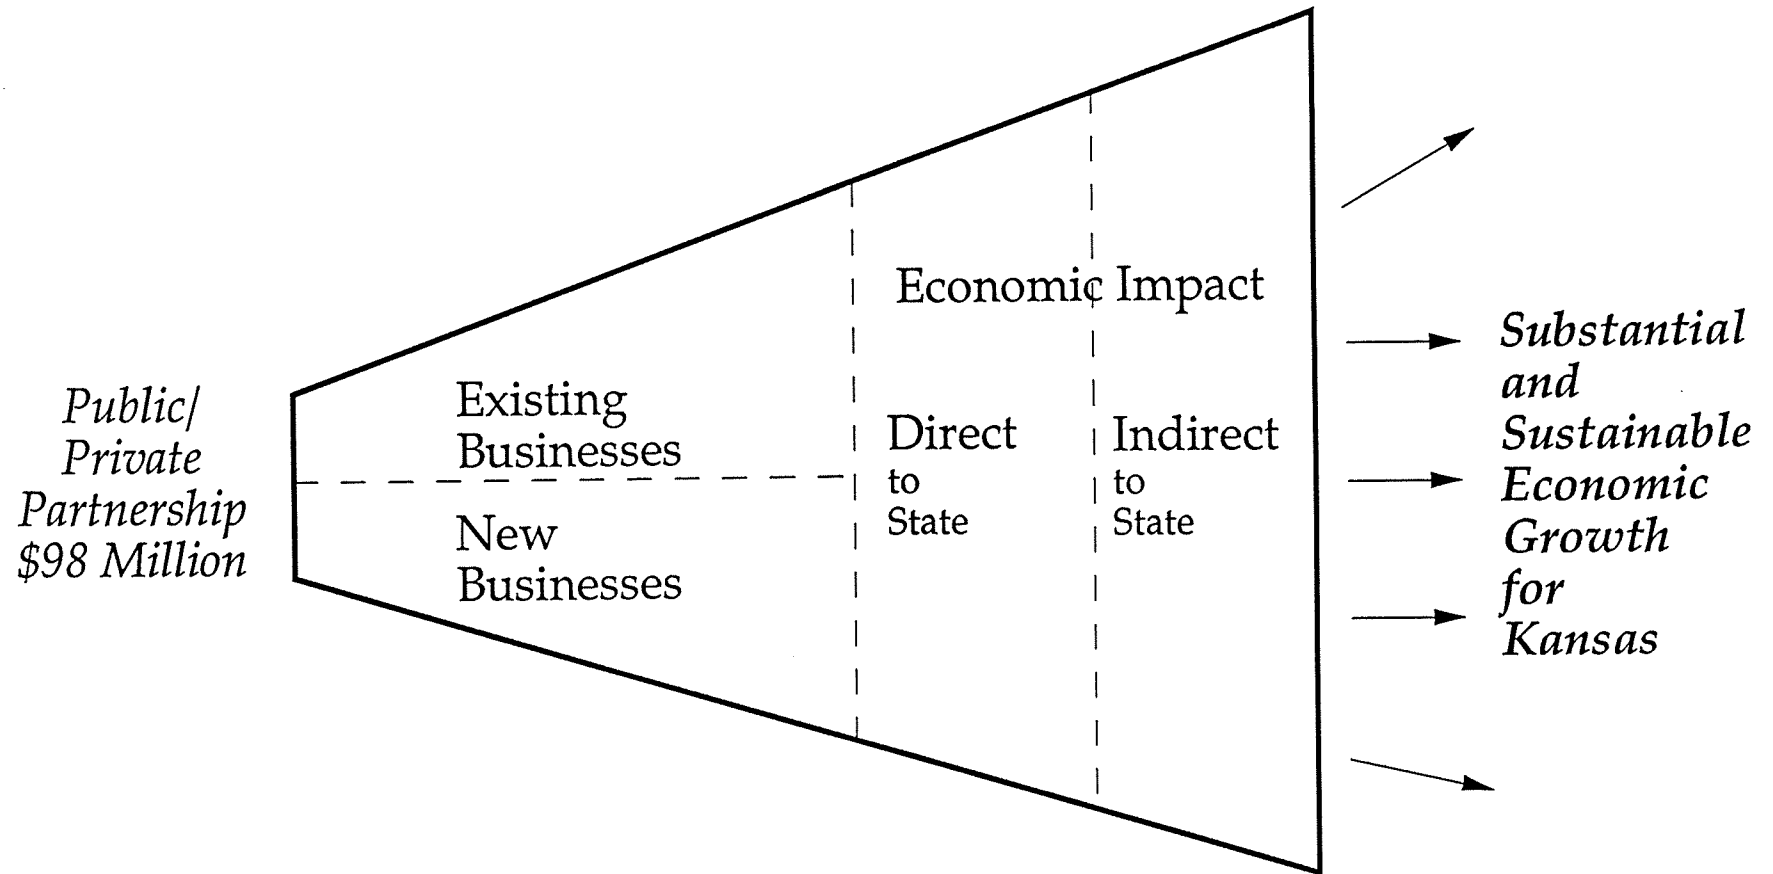 Public/
Private
Partnership
$98 Million
Existing
Businesses
New
Businesses
Economic Impact
Direct
to
State
Indirect
to
State
Substantial
and
Sustainable
Economic
Growth
for
Kansas